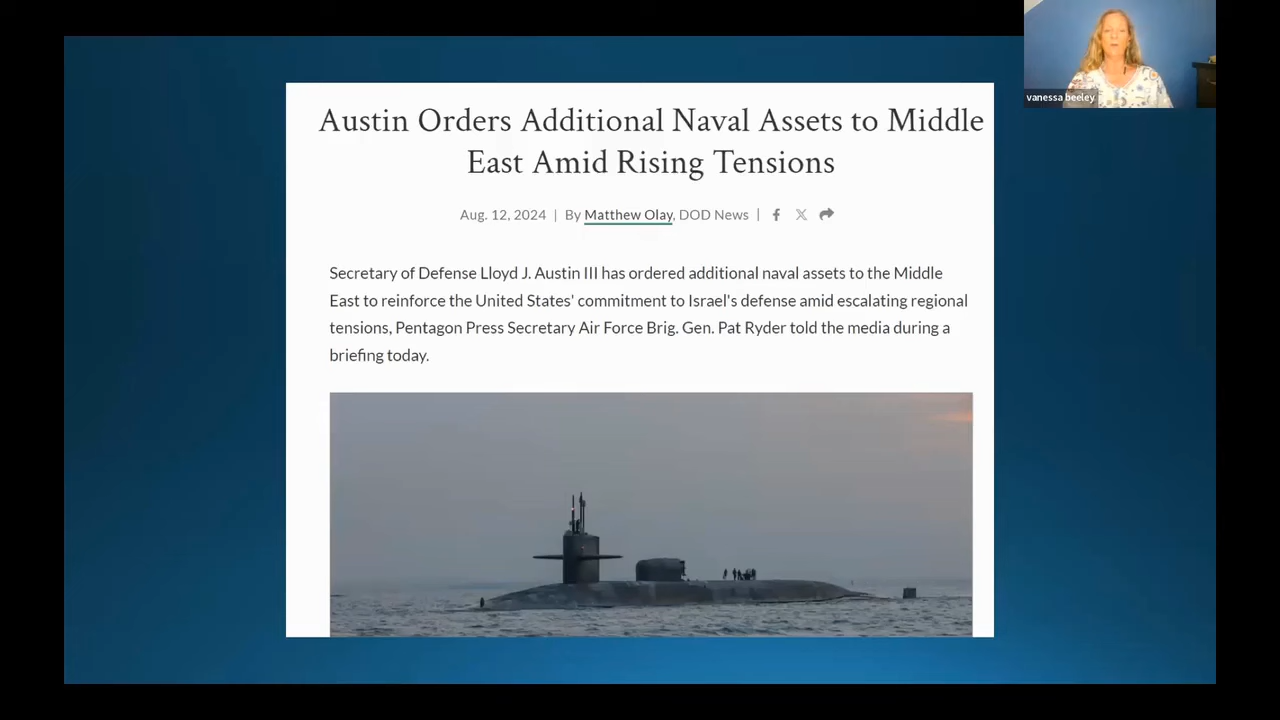 vanessa beeley
Austin Orders Additional Naval Assets to Middle
East Amid Rising Tensions
Aug. 12, 2024 | By Matthew Olay, DOD News |
Secretary of Defense Lloyd J. Austin III has ordered additional naval assets to the Middle
East to reinforce the United States' commitment to Israel's defense amid escalating regional
tensions, Pentagon Press Secretary Air Force Brig. Gen. Pat Ryder told the media during a
briefing today.